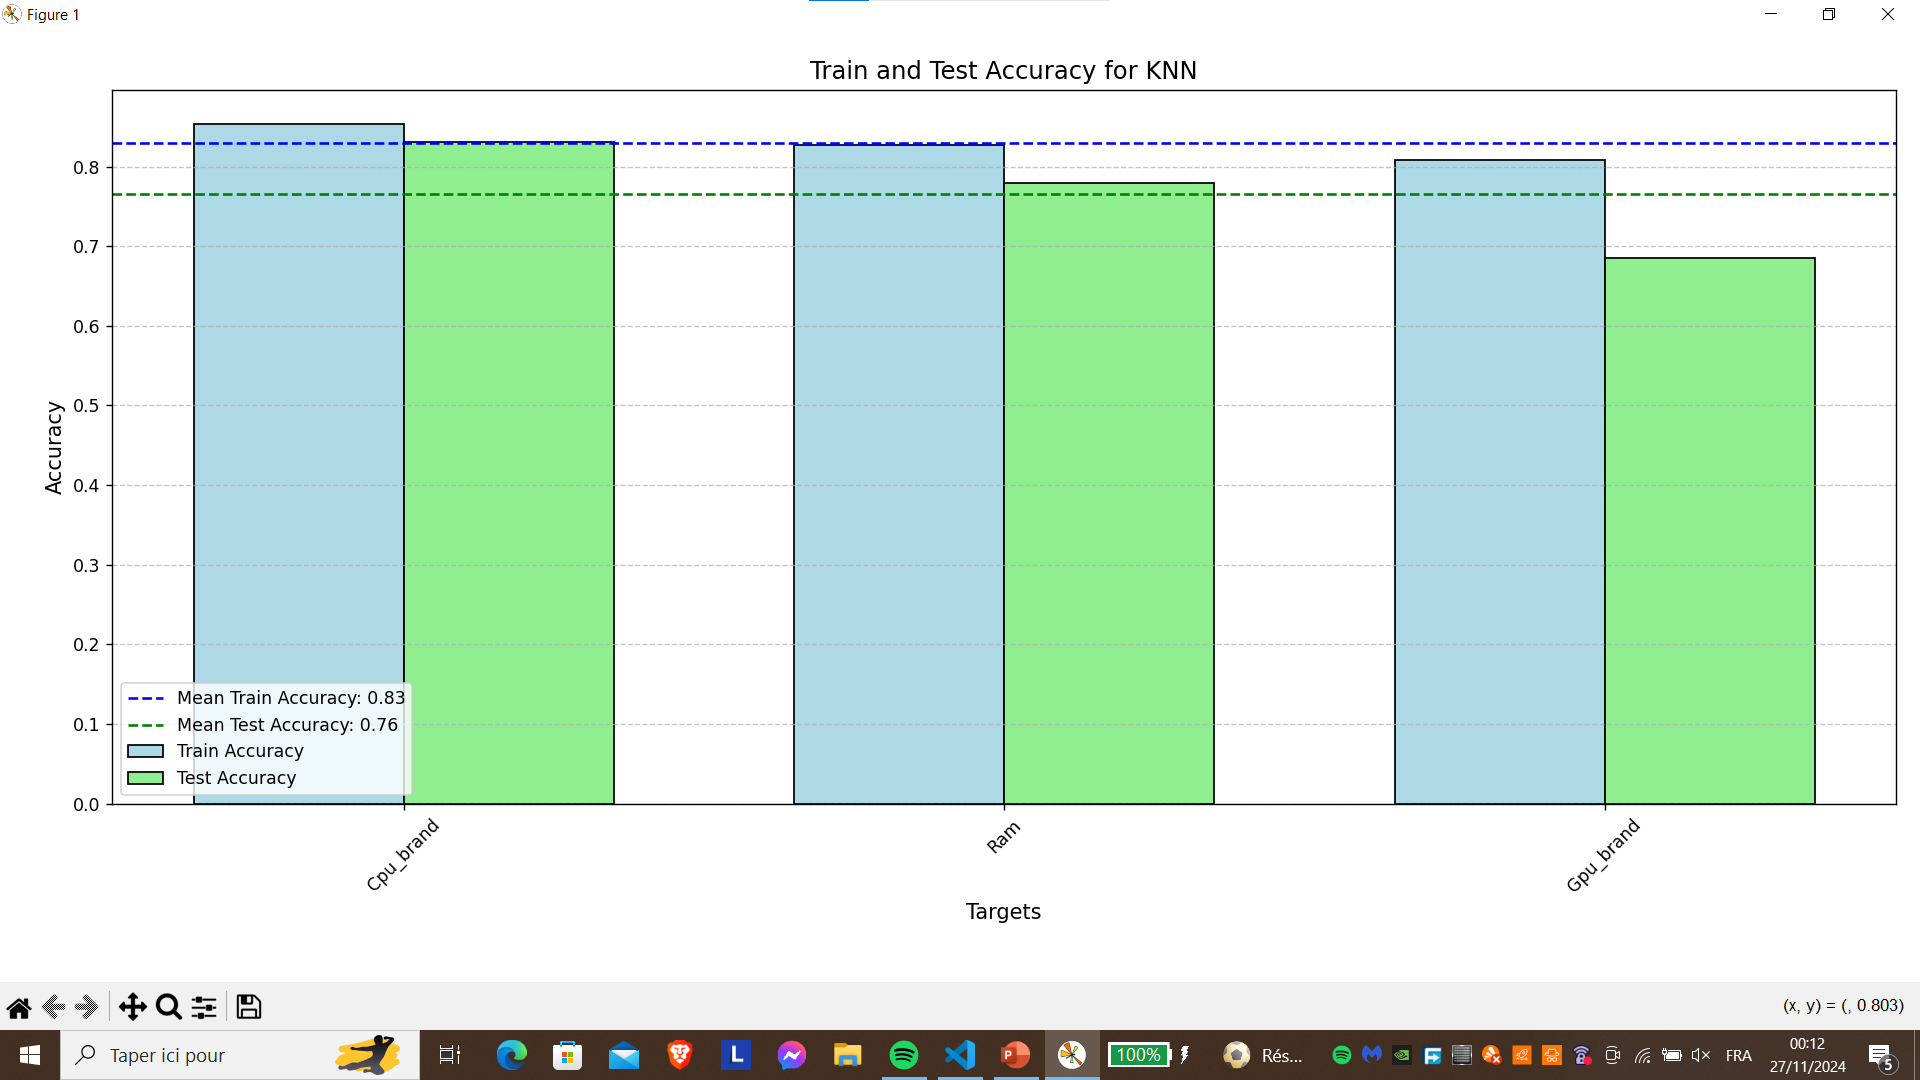 Figure 1
Train and Test Accuracy for KNN
Accuracy
0.8
0.7
0.6
0.5
0.4
0.3
0.2
0.1
0.0
Mean Train Accuracy: 0.83
Mean Test Accuracy: 0.76
Train Accuracy
Test Accuracy
Cpu_brand
Ram
Gpu_brand
Targets
(x, y) = (, 0.803)
Taper ici pour
L
P
100%
Rés...
FRA
00:12
27/11/2024
5